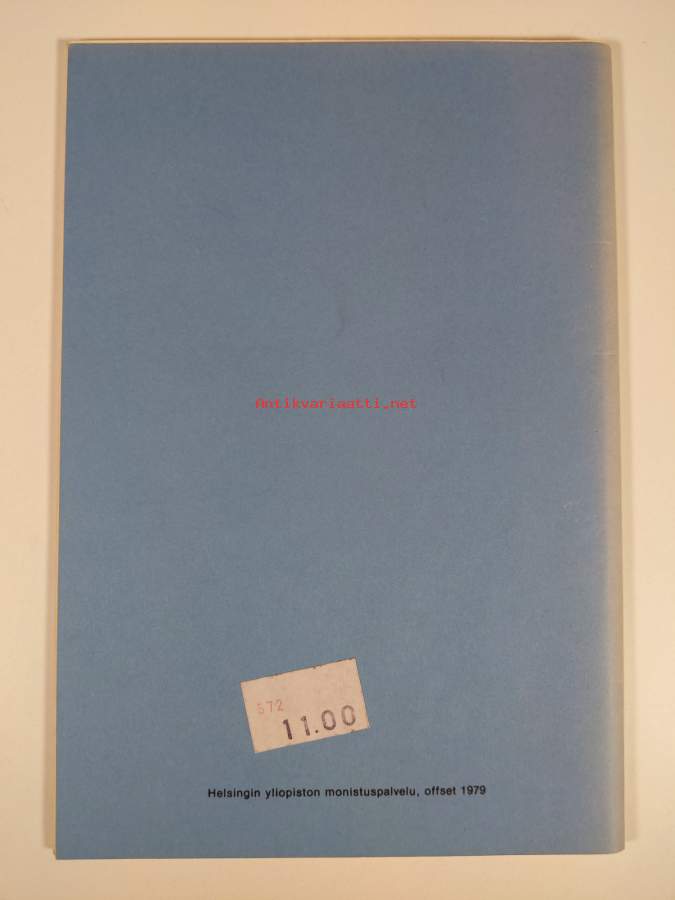 Antikvariaatti.net
572
11.00
Helsingin yliopiston monistuspalvelu, offset 1979